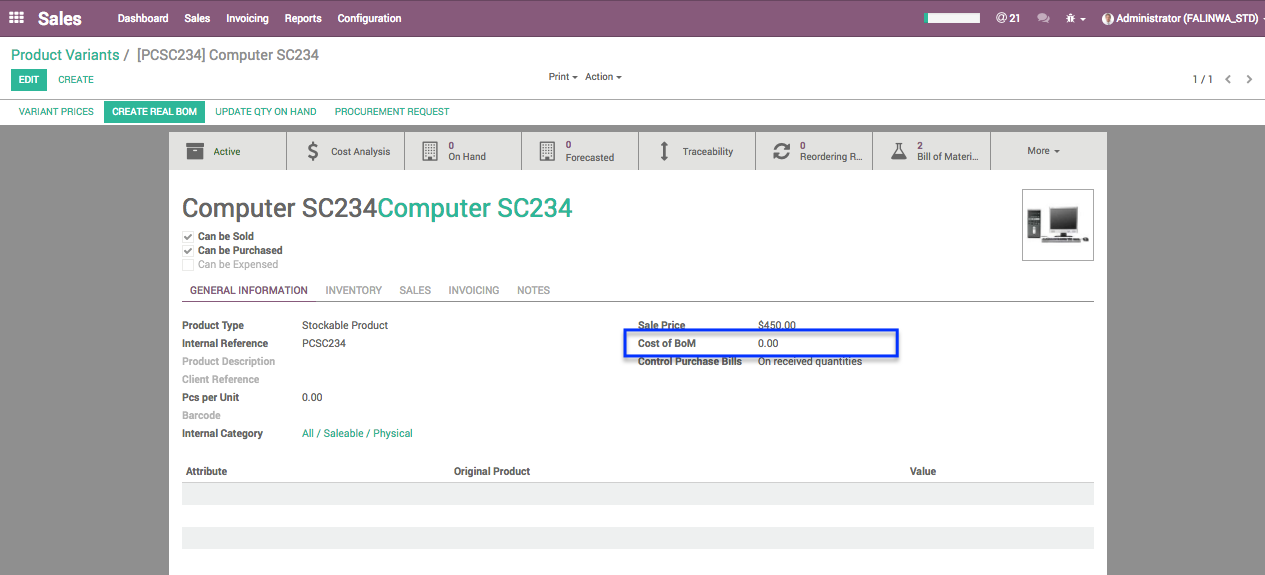 Sales Dashboard Sales Invoicing Reports Configuration @ 21 Administrator (FALINWA_STD)
Product Variants / [PCSC234] Computer SC234
EDIT CREATE Print Action 1 / 1
VARIANT PRICES CREATE REAL BOM UPDATE QTY ON HAND PROCUREMENT REQUEST
Active
$ Cost Analysis
0
On Hand
0
Forecasted
Traceability
0
Reordering R...
2
Bill of Materi...
More
Computer SC234Computer SC234
Can be Sold
Can be Purchased
Can be Expensed
GENERAL INFORMATION INVENTORY SALES INVOICING NOTES
Product Type Stockable Product Sale Price $450.00
Internal Reference PCSC234 Cost of BoM 0.00
Product Description Control Purchase Bills On received quantities
Client Reference
Pcs per Unit 0.00
Barcode
Internal Category All / Saleable / Physical
Attribute Original Product Value